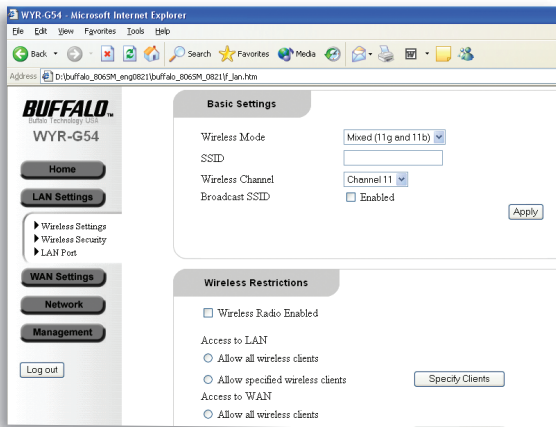 WYR-G54 - Microsoft Internet Explorer
File Edit View Favorites Tools Help
Back Search Favorites Media
Address D:\buffalo_806SM_eng0821\buffalo_806SM_0821\f_lan.htm
BUFFALO™
Buffalo Technology USA
WYR-G54
Home
LAN Settings
Wireless Settings
Wireless Security
LAN Port
WAN Settings
Network
Management
Log out
Basic Settings
Wireless Mode Mixed (11g and 11b)
SSID
Wireless Channel Channel 11
Broadcast SSID Enabled
Apply
Wireless Restrictions
Wireless Radio Enabled
Access to LAN
Allow all wireless clients
Allow specified wireless clients Specify Clients
Access to WAN
Allow all wireless clients